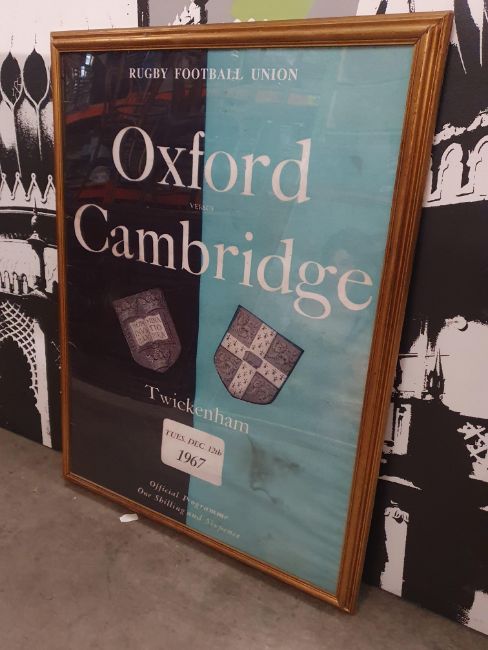 RUGBY FOOTBALL UNION
Oxford
VERSUS
Cambridge
Twickenham
TUES. DEC. 12th
1967
Official Programme
One Shilling and Sixpence